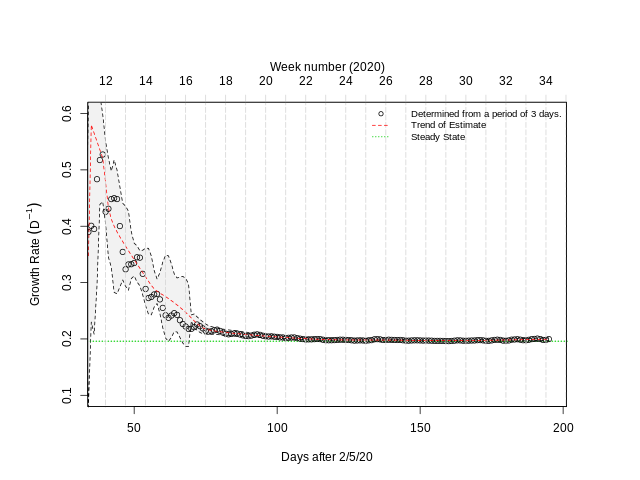 Week number (2020)
12 14 16 18 20 22 24 26 28 30 32 34
Determined from a period of 3 days.
Trend of Estimate
Steady State
0.6
0.5
0.4
0.3
0.2
0.1
Growth Rate (D⁻¹)
50 100 150 200
Days after 2/5/20